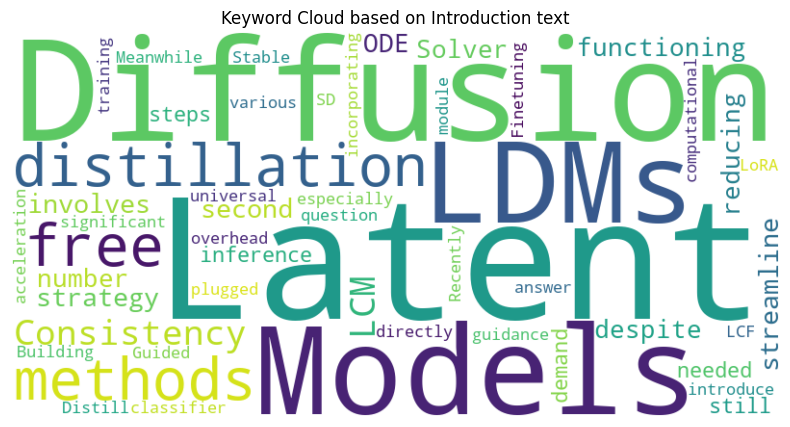 Keyword Cloud based on Introduction text
Diffusion
training
Meanwhile
Stable
steps
various
SD
incorporating
ODE
Solver
module
Finetuning
functioning
computational
reducing
LoRA
distillation
LDMs
acceleration
involves
significant
universal
second
especially
question
free
overhead
inference
Latent
number
strategy
plugged
LCM
Recently
answer
streamline
Consistency
directly
guidance
despite
LCF
Building
Guided
methods
Models
demand
needed
introduce
Distill
classifier
still